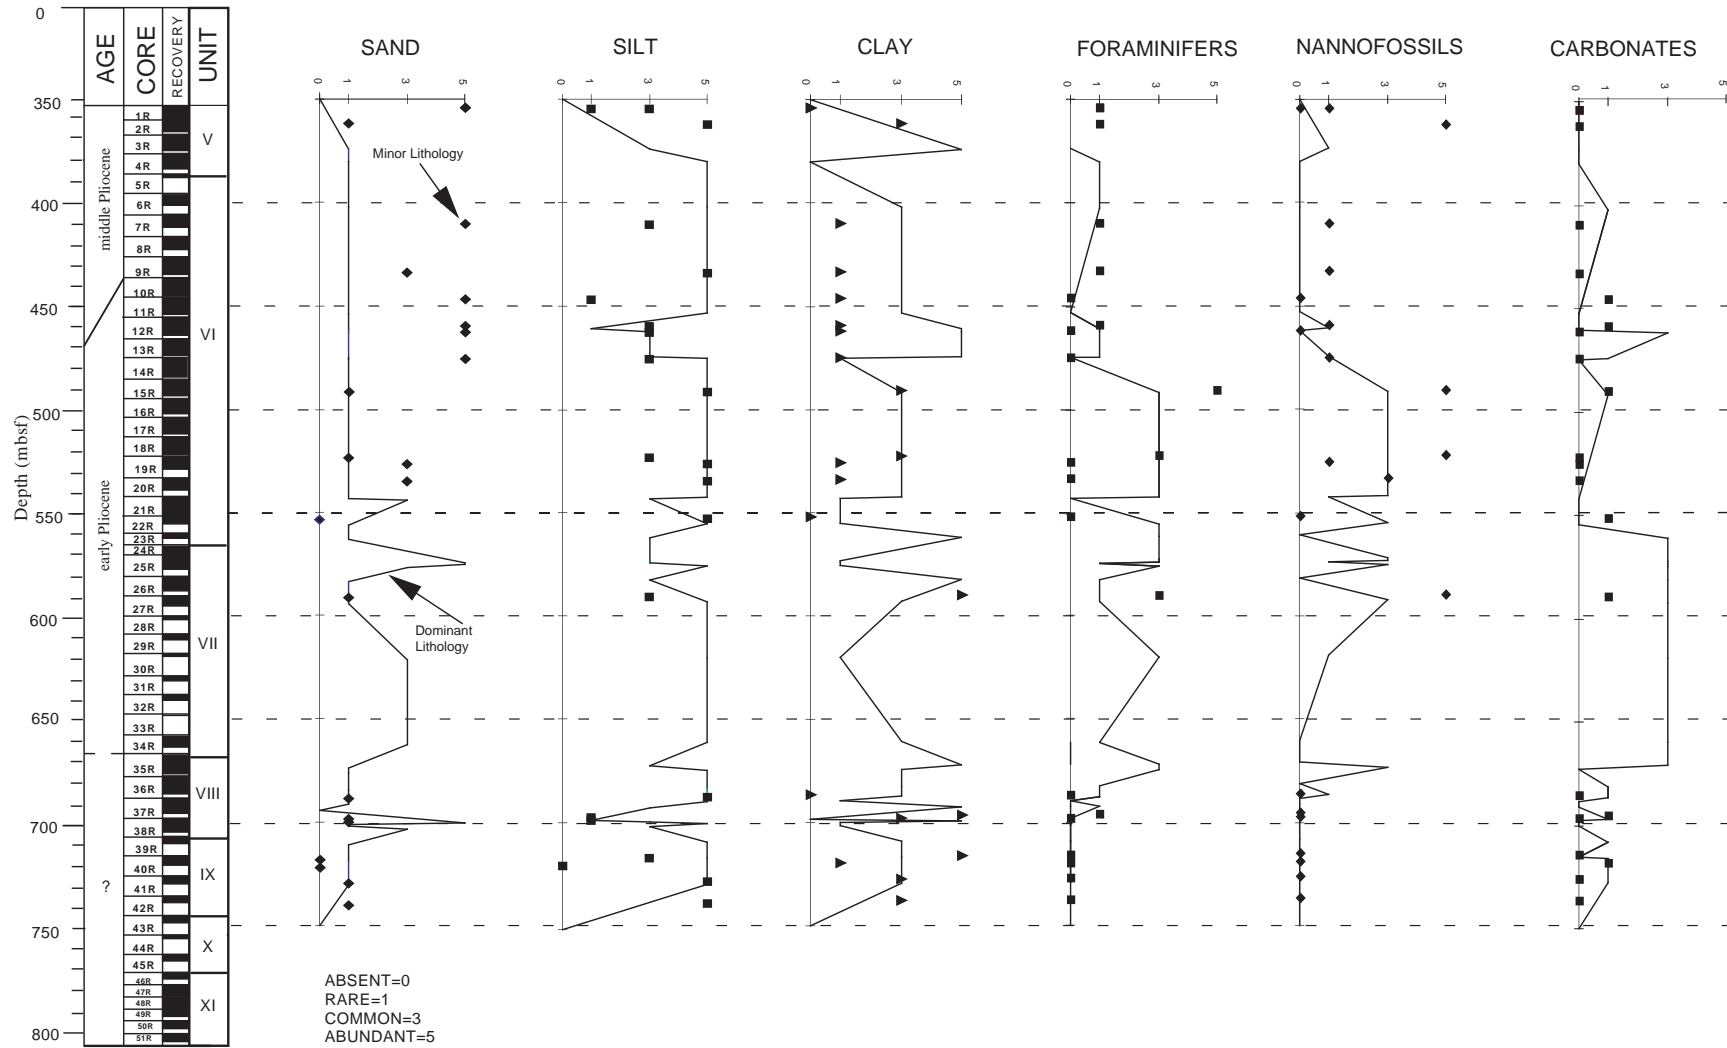 0
AGE
CORE
RECOVERY
UNIT
SAND
SILT
CLAY
FORAMINIFERS
NANNOFOSSILS
CARBONATES
0 1 3 5
0 1 3 5
0 1 3 5
0 1 3 5
0 1 3 5
0 1 3 5
Depth (mbsf)
350
400
450
500
550
600
650
700
750
800
middle Pliocene
early Pliocene
?
1R
2R
3R
4R
5R
6R
7R
8R
9R
10R
11R
12R
13R
14R
15R
16R
17R
18R
19R
20R
21R
22R
23R
24R
25R
26R
27R
28R
29R
30R
31R
32R
33R
34R
35R
36R
37R
38R
39R
40R
41R
42R
43R
44R
45R
46R
47R
48R
49R
50R
51R
V
VI
VII
VIII
IX
X
XI
Minor Lithology
Dominant
Lithology
ABSENT=0
RARE=1
COMMON=3
ABUNDANT=5